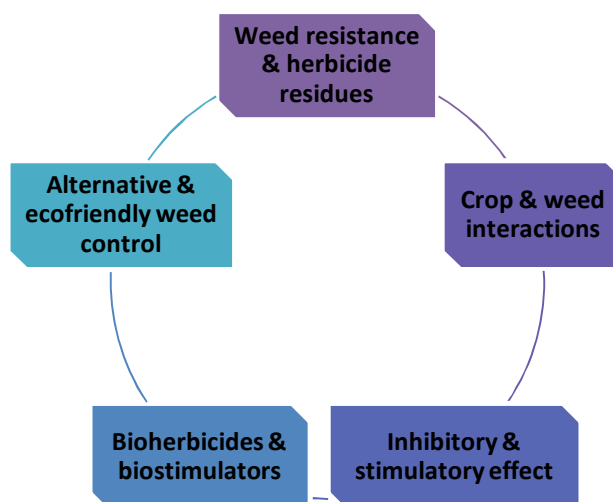 Weed resistance
& herbicide
residues
Crop & weed
interactions
Inhibitory &
stimulatory effect
Bioherbicides &
biostimulators
Alternative &
ecofriendly weed
control